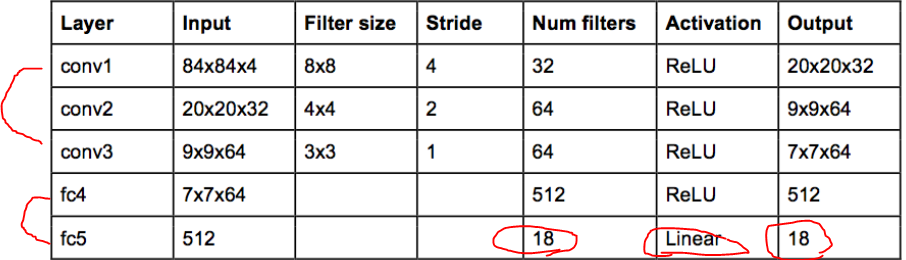 Layer Input Filter size Stride Num filters Activation Output
conv1 84x84x4 8x8 4 32 ReLU 20x20x32
conv2 20x20x32 4x4 2 64 ReLU 9x9x64
conv3 9x9x64 3x3 1 64 ReLU 7x7x64
fc4 7x7x64 512 ReLU 512
fc5 512 18 Linear 18